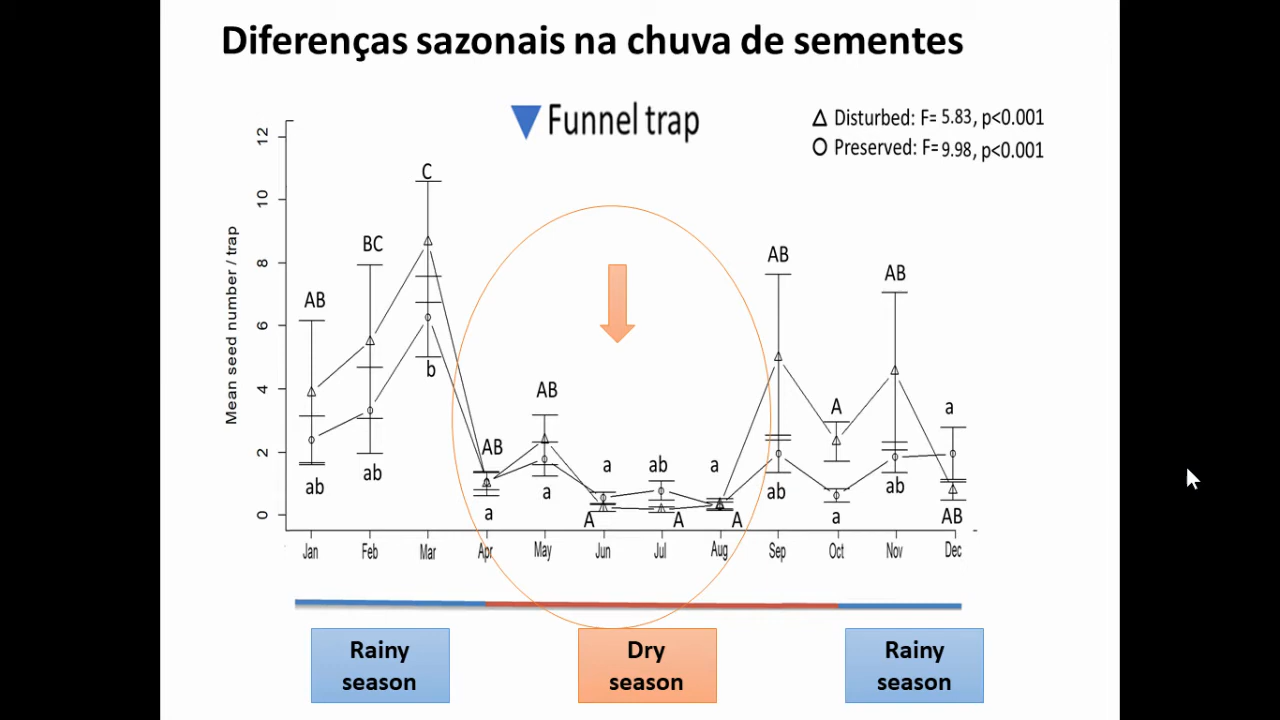 Diferenças sazonais na chuva de sementes
Funnel trap
Disturbed: F= 5.83, p<0.001
Preserved: F= 9.98, p<0.001
Mean seed number / trap
12
10
8
6
4
2
0
C
BC
AB
b
ab
ab
AB
AB
a
a
a
ab
a
A
A
A
AB
AB
A
a
ab
a
ab
AB
Jan Feb Mar Apr May Jun Jul Aug Sep Oct Nov Dec
Rainy
season
Dry
season
Rainy
season